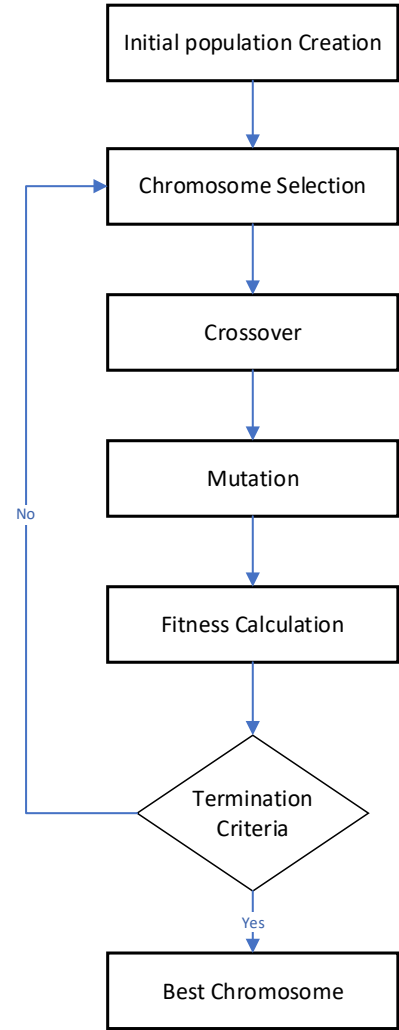 Initial population Creation
Chromosome Selection
Crossover
Mutation
No
Fitness Calculation
Termination
Criteria
Yes
Best Chromosome